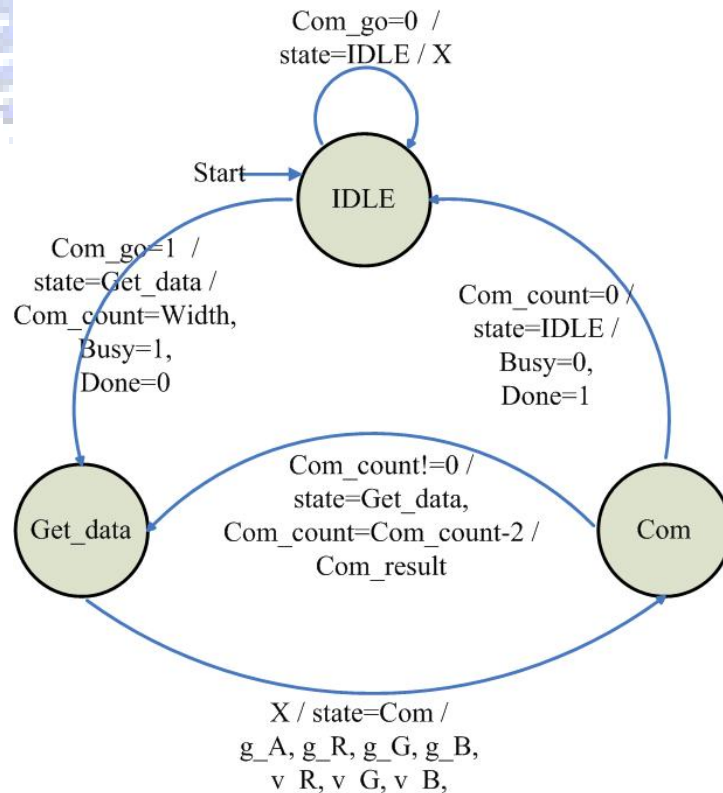 Com_go=0 /
state=IDLE / X
Start
IDLE
Com_go=1 /
state=Get_data /
Com_count=Width,
Busy=1,
Done=0
Com_count=0 /
state=IDLE /
Busy=0,
Done=1
Com_count!=0 /
state=Get_data,
Com_count=Com_count-2 /
Com_result
Get_data
Com
X / state=Com /
g_A, g_R, g_G, g_B,
v_R, v_G, v_B,